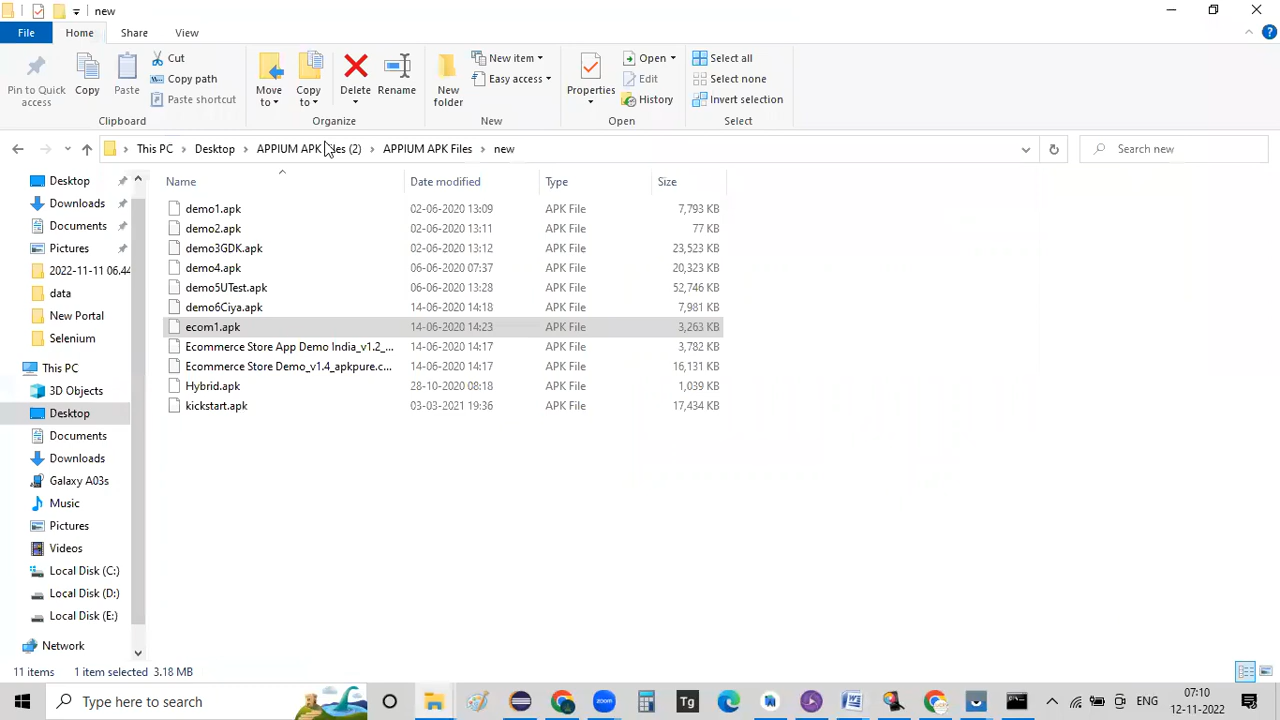 new
File Home Share View
Pin to Quick access
Copy
Paste
Cut
Copy path
Paste shortcut
Clipboard
Move to
Copy to
Delete
Rename
Organize
New folder
New item
Easy access
New
Properties
Open
Edit
History
Open
Select all
Select none
Invert selection
Select
This PC Desktop APPIUM APK Files (2) APPIUM APK Files new
Search new
Name Date modified Type Size
Desktop
Downloads
Documents
Pictures
2022-11-11 06.44
data
New Portal
Selenium
This PC
3D Objects
Desktop
Documents
Downloads
Galaxy A03s
Music
Pictures
Videos
Local Disk (C:)
Local Disk (D:)
Local Disk (E:)
Network
demo1.apk 02-06-2020 13:09 APK File 7,793 KB
demo2.apk 02-06-2020 13:11 APK File 77 KB
demo3GDK.apk 02-06-2020 13:12 APK File 23,523 KB
demo4.apk 06-06-2020 07:37 APK File 20,323 KB
demo5UTest.apk 06-06-2020 13:28 APK File 52,746 KB
demo6Ciya.apk 14-06-2020 14:18 APK File 7,981 KB
ecom1.apk 14-06-2020 14:23 APK File 3,263 KB
Ecommerce Store App Demo India_v1.2_... 14-06-2020 14:17 APK File 3,782 KB
Ecommerce Store Demo_v1.4_apkpure.c... 14-06-2020 14:17 APK File 16,131 KB
Hybrid.apk 28-10-2020 08:18 APK File 1,039 KB
kickstart.apk 03-03-2021 19:36 APK File 17,434 KB
11 items 1 item selected 3.18 MB
Type here to search
zoom
Tg
ENG
07:10
12-11-2022